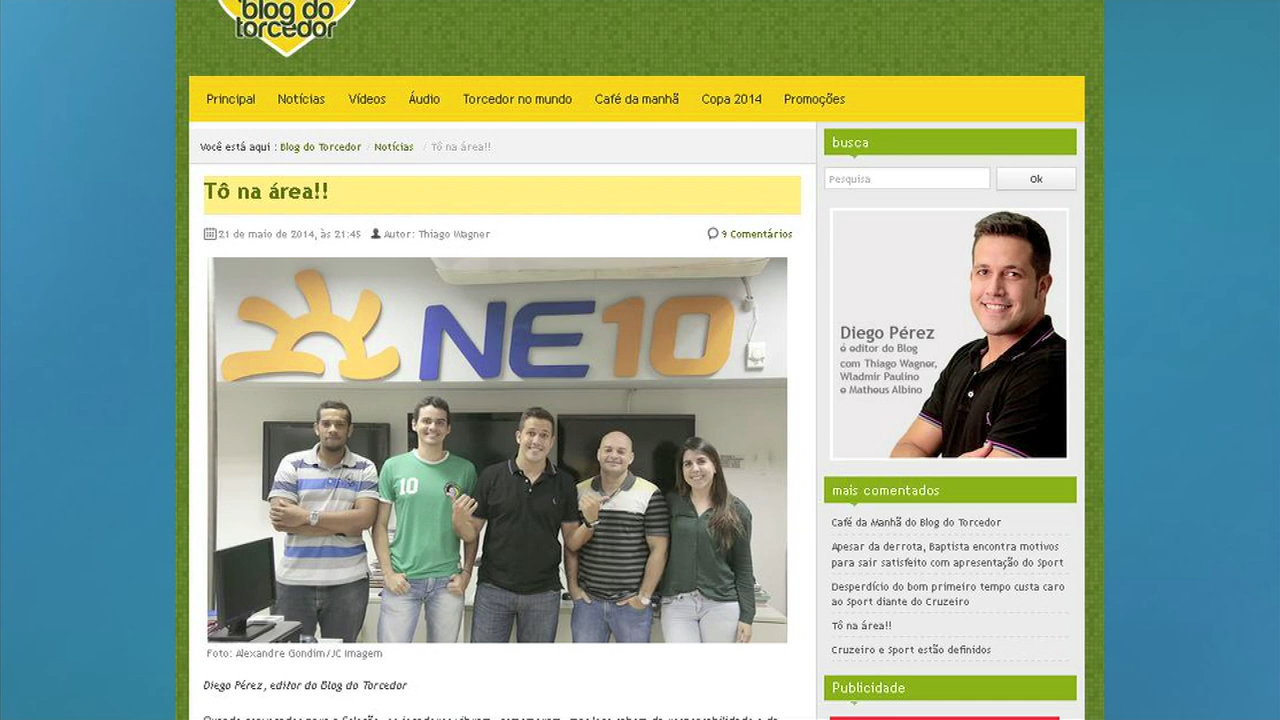 blog do
torcedor
Principal Notícias Vídeos Áudio Torcedor no mundo Café da manhã Copa 2014 Promoções
Você está aqui : Blog do Torcedor / Notícias / Tô na área!!
Tô na área!!
21 de maio de 2014, às 21:45 Autor: Thiago Wagner 9 Comentários
NE10
10
Foto: Alexandre Gondim/JC Imagem
Diego Pérez, editor do Blog do Torcedor
busca
Pesquisa Ok
Diego Pérez
é editor do Blog
com Thiago Wagner,
Wladmir Paulino
e Matheus Albino
mais comentados
Café da Manhã do Blog do Torcedor
Apesar da derrota, Baptista encontra motivos
para sair satisfeito com apresentação do Sport
Desperdício do bom primeiro tempo custa caro
ao Sport diante do Cruzeiro
Tô na área!!
Cruzeiro e Sport estão definidos
Publicidade